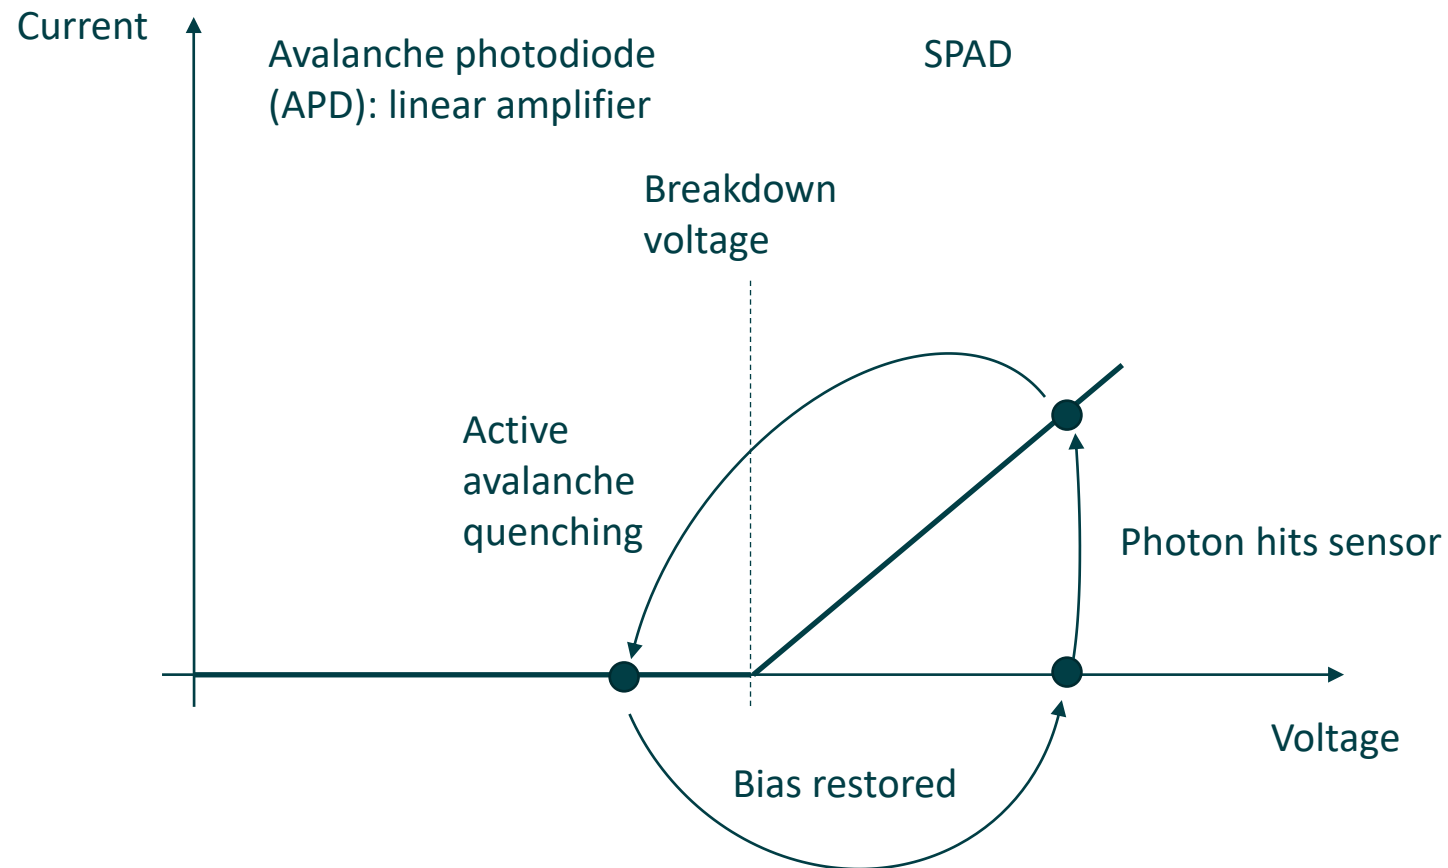 Current
Avalanche photodiode
(APD): linear amplifier
SPAD
Breakdown
voltage
Active
avalanche
quenching
Photon hits sensor
Voltage
Bias restored